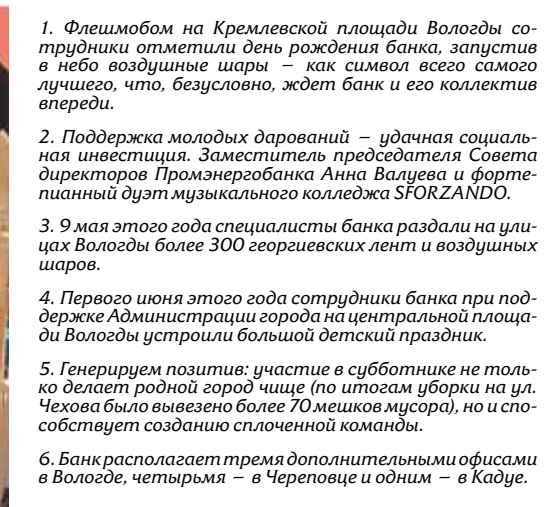 1. Флешмобом на Кремлевской площади Вологды со-
трудники отметили день рождения банка, запустив
в небо воздушные шары – как символ всего самого
лучшего, что, безусловно, ждет банк и его коллектив
впереди.
2. Поддержка молодых дарований – удачная социаль-
ная инвестиция. Заместитель председателя Совета
директоров Промэнергобанка Анна Валуева и форте-
пианный дуэт музыкального колледжа SFORZANDO.
3. 9 мая этого года специалисты банка раздали на ули-
цах Вологды более 300 георгиевских лент и воздушных
шаров.
4. Первого июня этого года сотрудники банка при под-
держке Администрации города на центральной площа-
ди Вологды устроили большой детский праздник.
5. Генерируем позитив: участие в субботнике не толь-
ко делает родной город чище (по итогам уборки на ул.
Чехова было вывезено более 70 мешков мусора), но и спо-
собствует созданию сплоченной команды.
6. Банк располагает тремя дополнительными офисами
в Вологде, четырьмя – в Череповце и одним – в Кадуе.